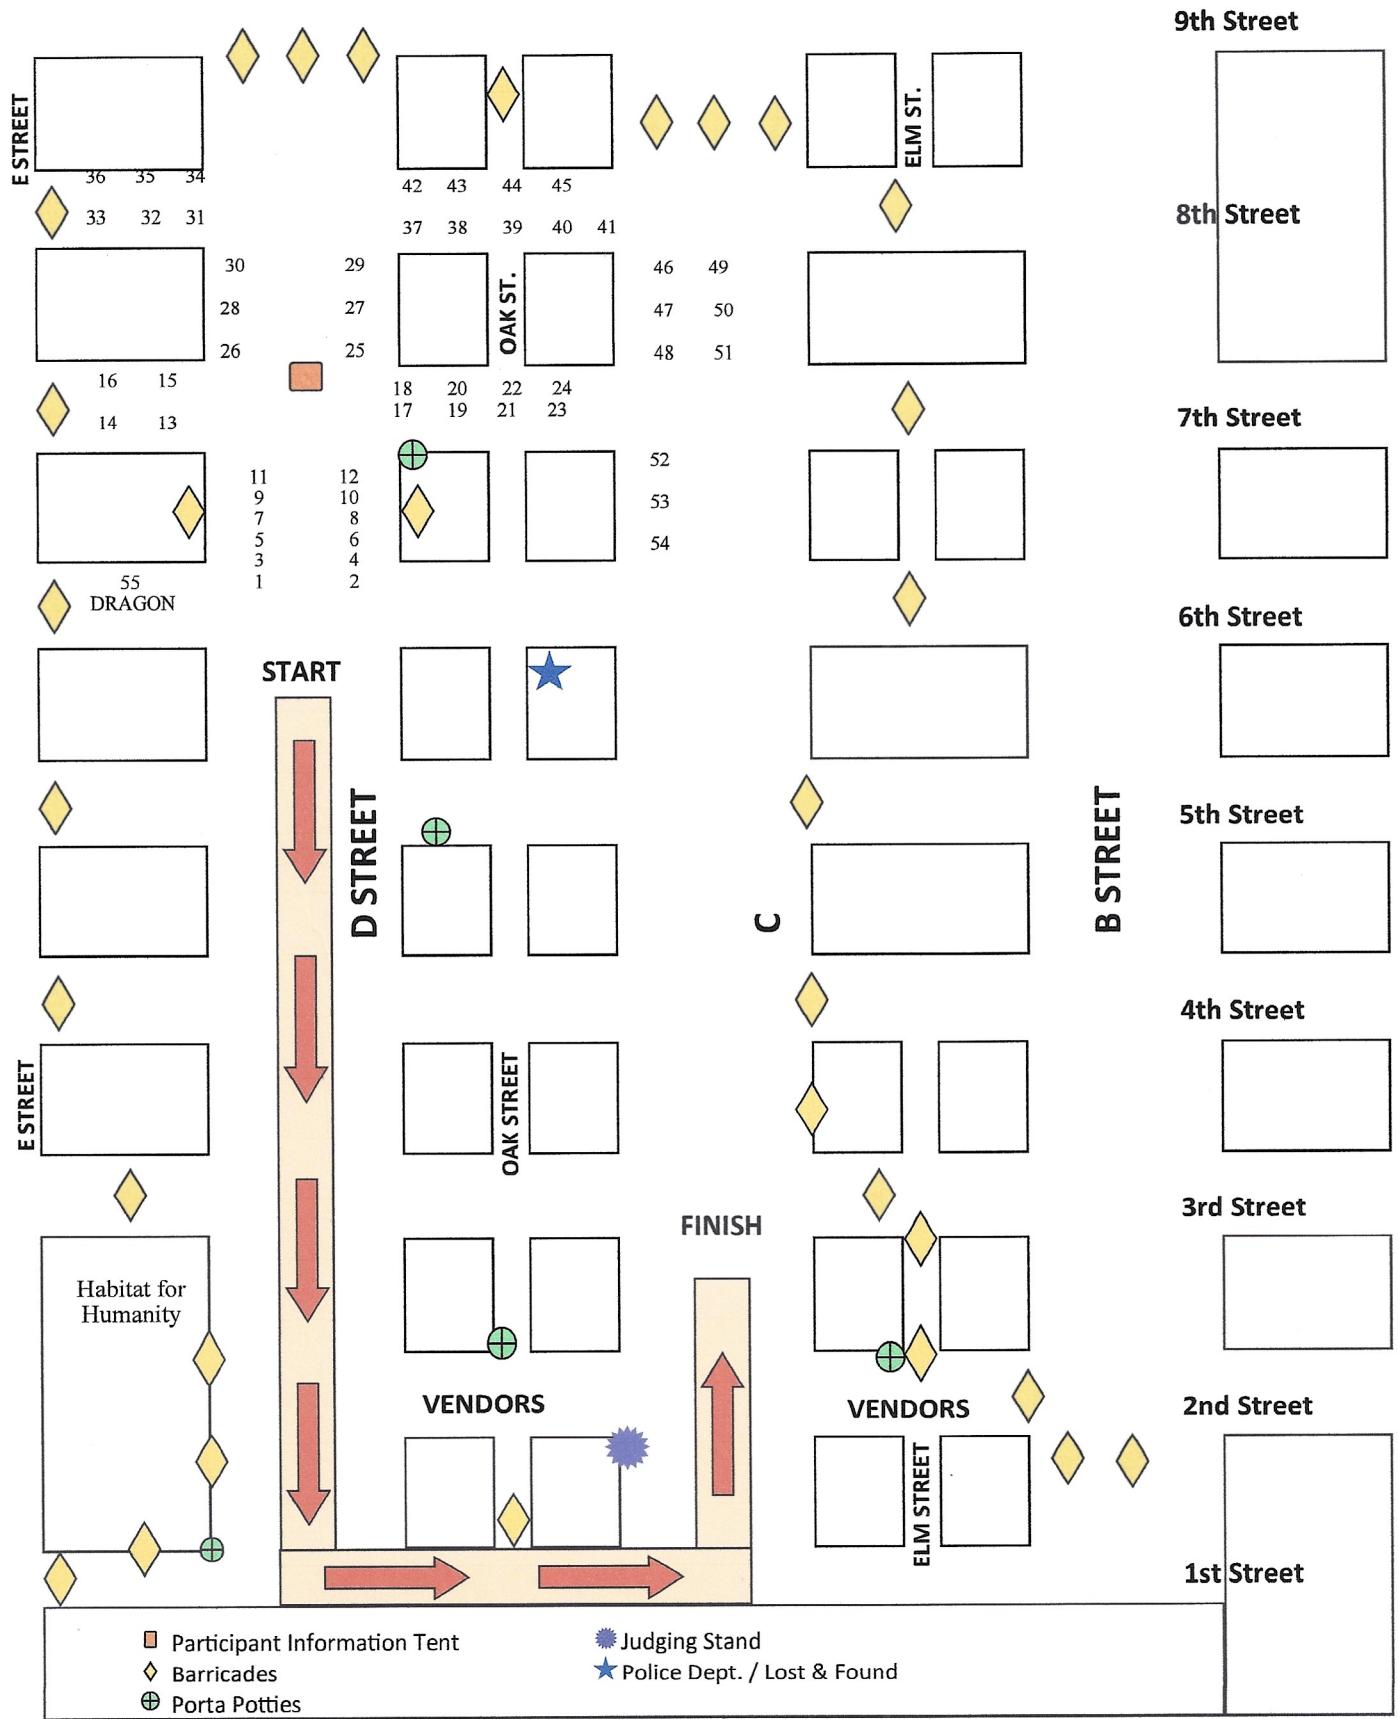 9th Street
E STREET
ELM ST.
36 35 34
42 43 44 45
33 32 31
37 38 39 40 41
8th Street
30 29
46 49
28 27
OAK ST.
47 50
26 25
48 51
16 15
18 20 22 24
17 19 21 23
14 13
7th Street
11 12
52
9 10
53
7 8
5 6
54
3 4
55
1 2
DRAGON
6th Street
START
D STREET
5th Street
C
B STREET
4th Street
E STREET
OAK STREET
3rd Street
FINISH
Habitat for
Humanity
VENDORS
VENDORS
2nd Street
ELM STREET
1st Street
Participant Information Tent
Judging Stand
Barricades
Police Dept. / Lost & Found
Porta Potties